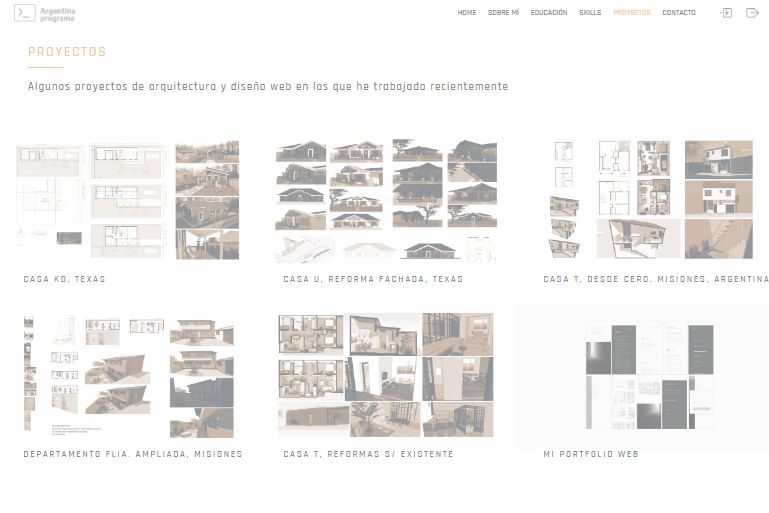 Argentina
programa
HOME SOBRE MÍ EDUCACIÓN SKILLS PROYECTOS CONTACTO
PROYECTOS
Algunos proyectos de arquitectura y diseño web en los que he trabajado recientemente
CASA KO, TEXAS
CASA U, REFORMA FACHADA, TEXAS
CASA T, DESDE CERO. MISIONES, ARGENTINA
DEPARTAMENTO FLIA. AMPLIADA, MISIONES
CASA T, REFORMAS S/ EXISTENTE
MI PORTFOLIO WEB